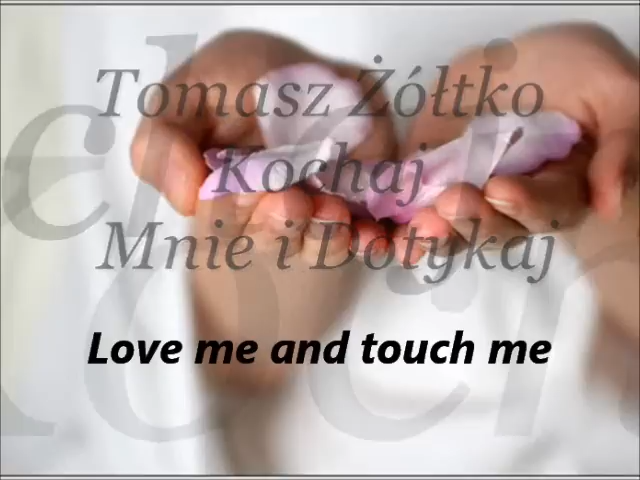 Tomasz Żółtko
Kochaj
Mnie i Dotykaj
Love me and touch me